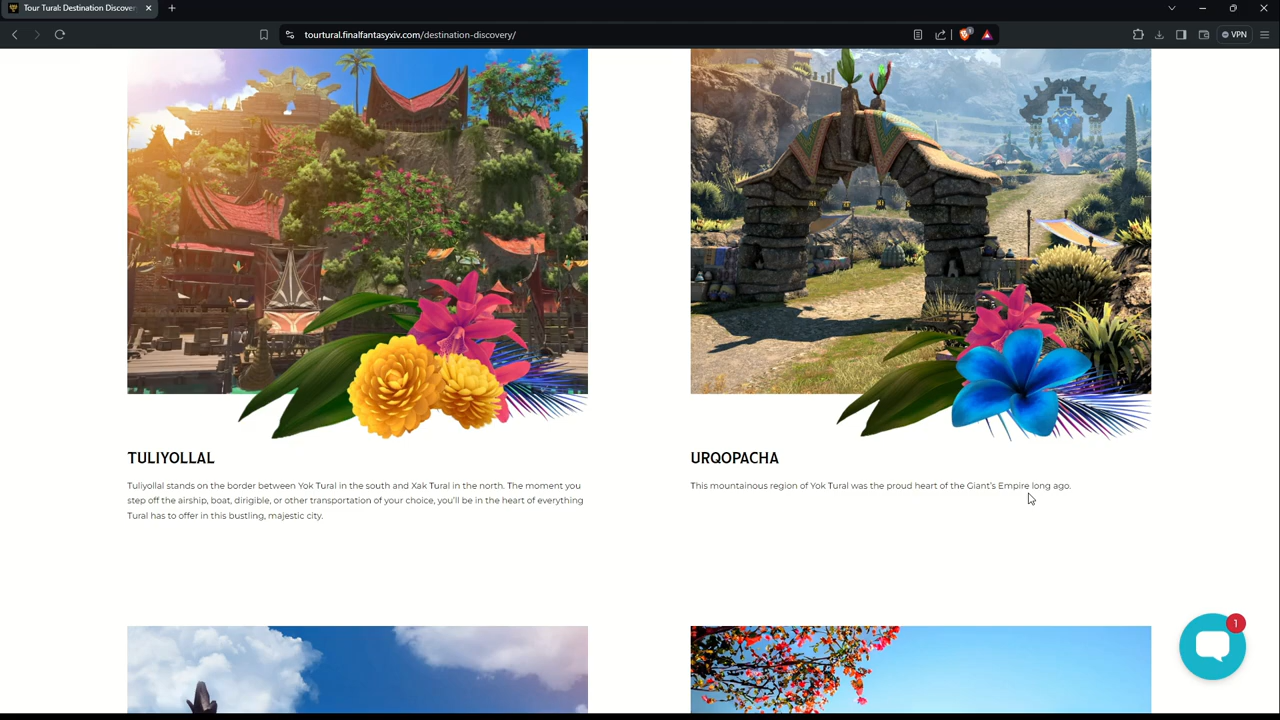 Tour Tural: Destination Discover
tourtural.finalfantasyxiv.com/destination-discovery/
1
VPN
TULIYOLLAL
Tuliyollal stands on the border between Yok Tural in the south and Xak Tural in the north. The moment you
step off the airship, boat, dirigible, or other transportation of your choice, you'll be in the heart of everything
Tural has to offer in this bustling, majestic city.
URQOPACHA
This mountainous region of Yok Tural was the proud heart of the Giant's Empire long ago.
1